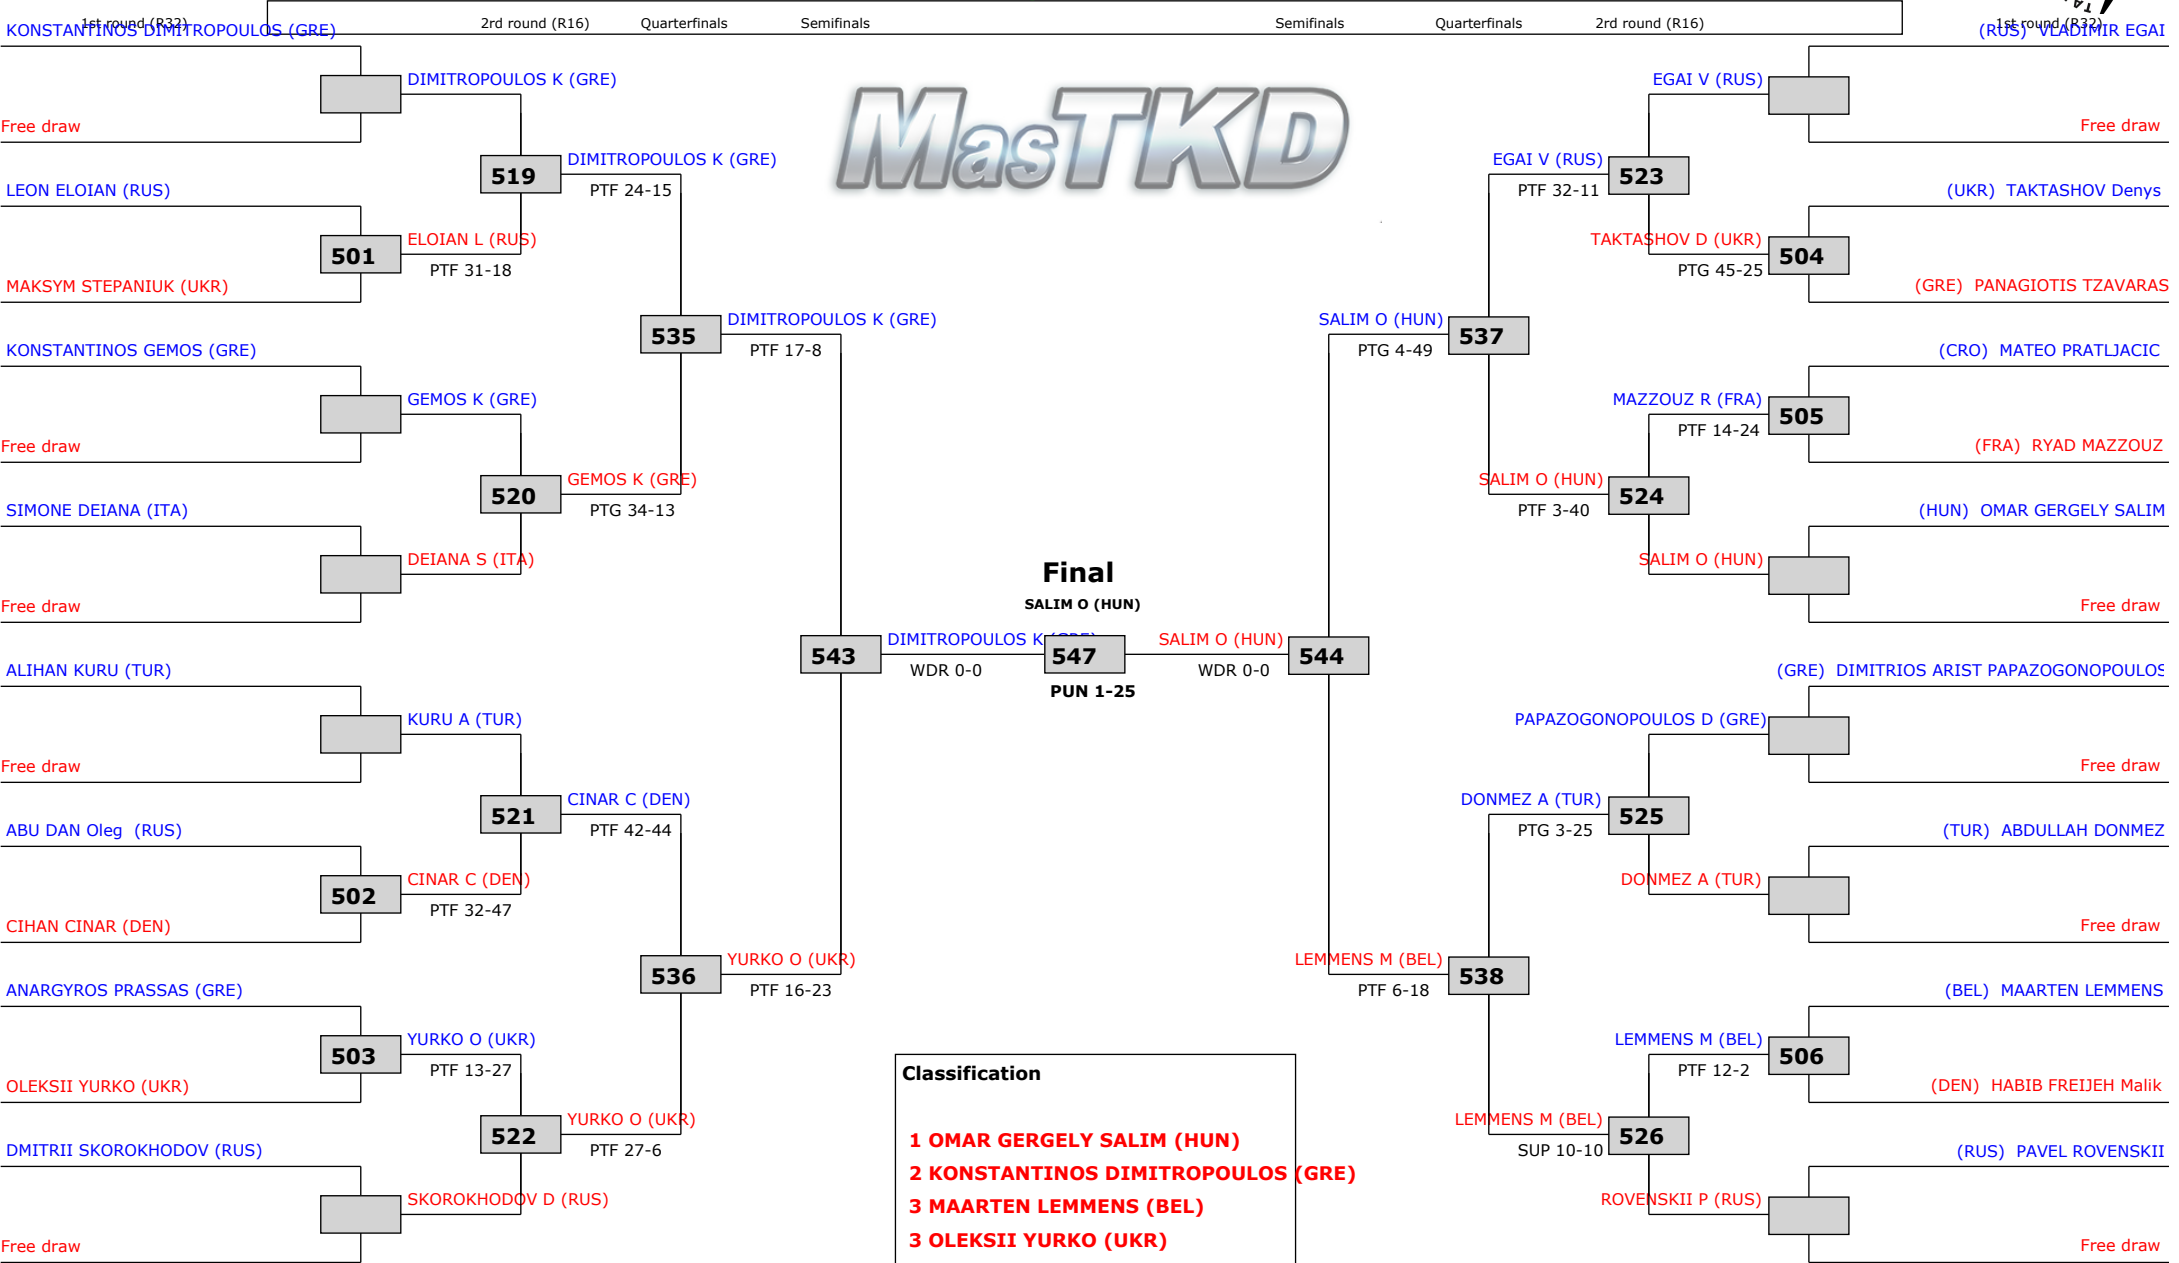 1st round (R32)
2rd round (R16)
Quarterfinals
Semifinals
Semifinals
Quarterfinals
2rd round (R16)
1st round (R32)
KONSTANTINOS DIMITROPOULOS (GRE)
Free draw
LEON ELOIAN (RUS)
MAKSYM STEPANIUK (UKR)
KONSTANTINOS GEMOS (GRE)
Free draw
SIMONE DEIANA (ITA)
Free draw
ALIHAN KURU (TUR)
Free draw
ABU DAN Oleg (RUS)
CIHAN CINAR (DEN)
ANARGYROS PRASSAS (GRE)
OLEKSII YURKO (UKR)
DMITRII SKOROKHODOV (RUS)
Free draw
DIMITROPOULOS K (GRE)
501
ELOIAN L (RUS)
PTF 31-18
GEMOS K (GRE)
DEIANA S (ITA)
KURU A (TUR)
502
CINAR C (DEN)
PTF 32-47
503
YURKO O (UKR)
PTF 13-27
SKOROKHODOV D (RUS)
519
DIMITROPOULOS K (GRE)
PTF 24-15
520
GEMOS K (GRE)
PTG 34-13
521
CINAR C (DEN)
PTF 42-44
522
YURKO O (UKR)
PTF 27-6
535
DIMITROPOULOS K (GRE)
PTF 17-8
536
YURKO O (UKR)
PTF 16-23
MasTKD
Final
SALIM O (HUN)
543
DIMITROPOULOS K (GRE)
WDR 0-0
547
PUN 1-25
SALIM O (HUN)
WDR 0-0
544
Classification
1 OMAR GERGELY SALIM (HUN)
2 KONSTANTINOS DIMITROPOULOS (GRE)
3 MAARTEN LEMMENS (BEL)
3 OLEKSII YURKO (UKR)
SALIM O (HUN)
PTG 4-49
537
LEMMENS M (BEL)
PTF 6-18
538
EGAI V (RUS)
PTF 32-11
523
SALIM O (HUN)
PTF 3-40
524
DONMEZ A (TUR)
PTG 3-25
525
LEMMENS M (BEL)
SUP 10-10
526
EGAI V (RUS)
TAKTASHOV D (UKR)
PTG 45-25
504
MAZZOUZ R (FRA)
PTF 14-24
505
SALIM O (HUN)
PAPAZOGONOPOULOS D (GRE)
DONMEZ A (TUR)
LEMMENS M (BEL)
PTF 12-2
506
ROVENSKII P (RUS)
(RUS) VLADIMIR EGAI
Free draw
(UKR) TAKTASHOV Denys
(GRE) PANAGIOTIS TZAVARAS
(CRO) MATEO PRATLJACIC
(FRA) RYAD MAZZOUZ
(HUN) OMAR GERGELY SALIM
Free draw
(GRE) DIMITRIOS ARIST PAPAZOGONOPOULOS
Free draw
(TUR) ABDULLAH DONMEZ
Free draw
(BEL) MAARTEN LEMMENS
(DEN) HABIB FREIJEH Malik
(RUS) PAVEL ROVENSKII
Free draw